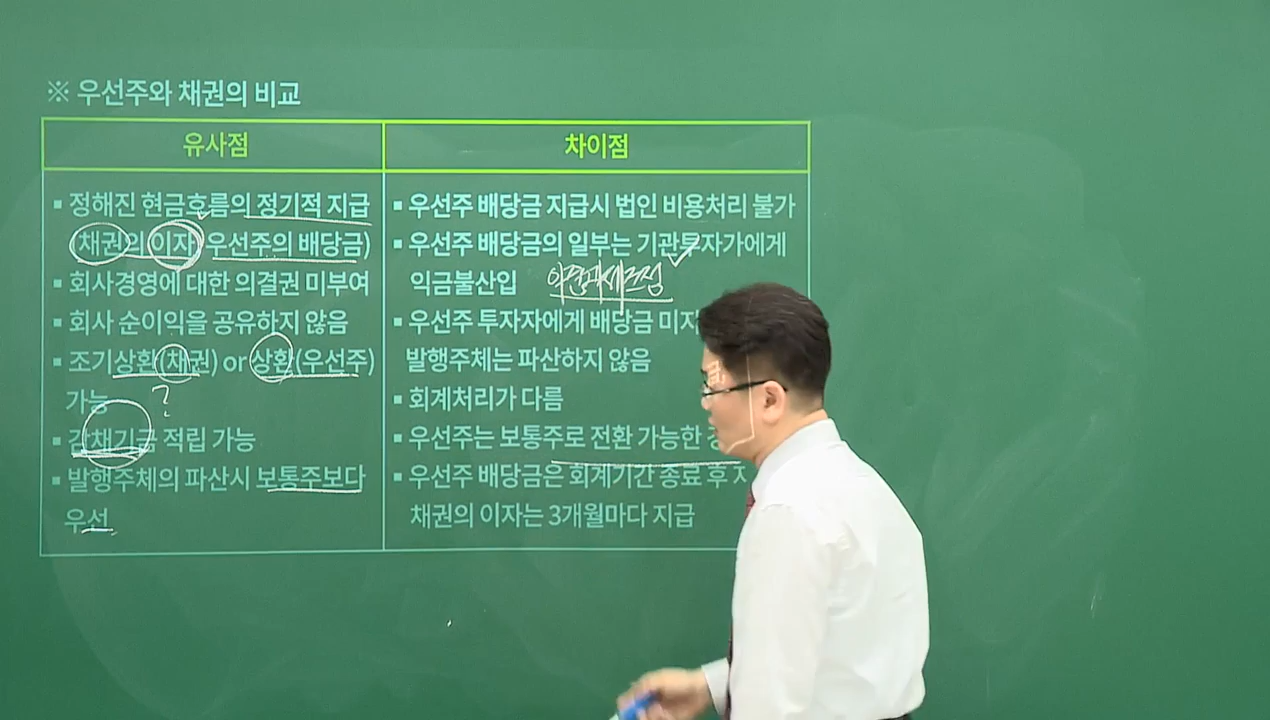 ※ 우선주와 채권의 비교
유사점
차이점
▪ 정해진 현금흐름의 정기적 지급
(채권의 이자, 우선주의 배당금)
▪ 회사경영에 대한 의결권 미부여
▪ 회사 순이익을 공유하지 않음
▪ 조기상환(채권) or 상환(우선주)
가능
?
▪ 감채기금 적립 가능
▪ 발행주체의 파산시 보통주보다
우선
▪ 우선주 배당금 지급시 법인 비용처리 불가
▪ 우선주 배당금의 일부는 기관투자가에게
익금불산입
▪ 우선주 투자자에게 배당금 미지
발행주체는 파산하지 않음
▪ 회계처리가 다름
▪ 우선주는 보통주로 전환 가능한
▪ 우선주 배당금은 회계기간 종료 후
채권의 이자는 3개월마다 지급